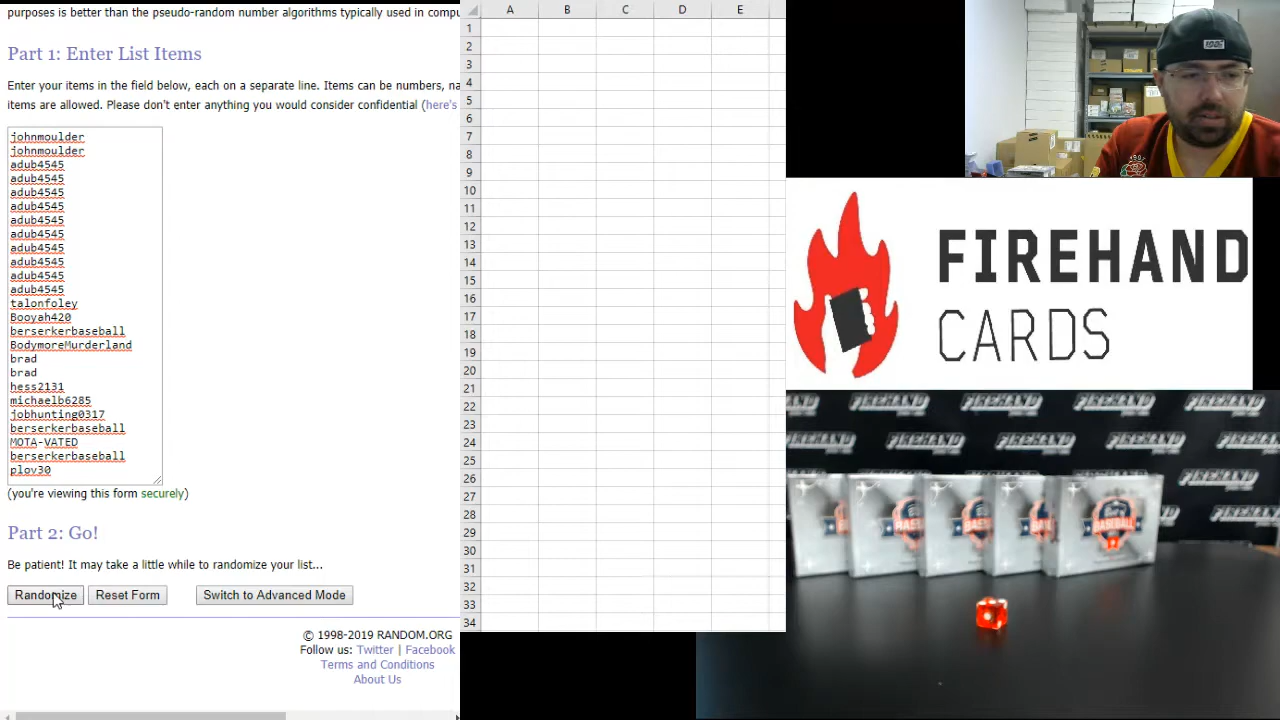 purposes is better than the pseudo-random number algorithms typically used in compu
Part 1: Enter List Items
Enter your items in the field below, each on a separate line. Items can be numbers, na
items are allowed. Please don't enter anything you would consider confidential (here's
johnmoulder
johnmoulder
adub4545
adub4545
adub4545
adub4545
adub4545
adub4545
adub4545
adub4545
adub4545
adub4545
talonfoley
Booyah420
berserkerbaseball
BodymoreMurderland
brad
brad
hess2131
michaelb6285
jobhunting0317
berserkerbaseball
MOTA-VATED
berserkerbaseball
plov30
(you're viewing this form securely)
Part 2: Go!
Be patient! It may take a little while to randomize your list...
Randomize Reset Form Switch to Advanced Mode
© 1998-2019 RANDOM.ORG
Follow us: Twitter | Facebook
Terms and Conditions
About Us
A B C D E
1
2
3
4
5
6
7
8
9
10
11
12
13
14
15
16
17
18
19
20
21
22
23
24
25
26
27
28
29
30
31
32
33
34
FIREHAND
CARDS
FIREHAND FIREHAND FIREHAND FIREHAND
BASEBALL